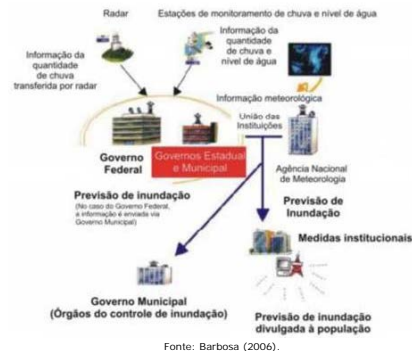 Radar
Estações de monitoramento de chuva e nível de água
Informação da
quantidade
de chuva
transferida por radar
Informação da
quantidade
de chuva e
nível de água
Informação meteorológica
União das
Instituições
Governo
Federal
Governos Estadual
e Municipal
Agência Nacional
de Meteorologia
Previsão de inundação
(No caso do Governo Federal,
a informação é enviada via
Governo Municipal)
Previsão de
Inundação
Medidas institucionais
Governo Municipal
(Órgãos do controle de inundação)
Previsão de inundação
divulgada à população
Fonte: Barbosa (2006).